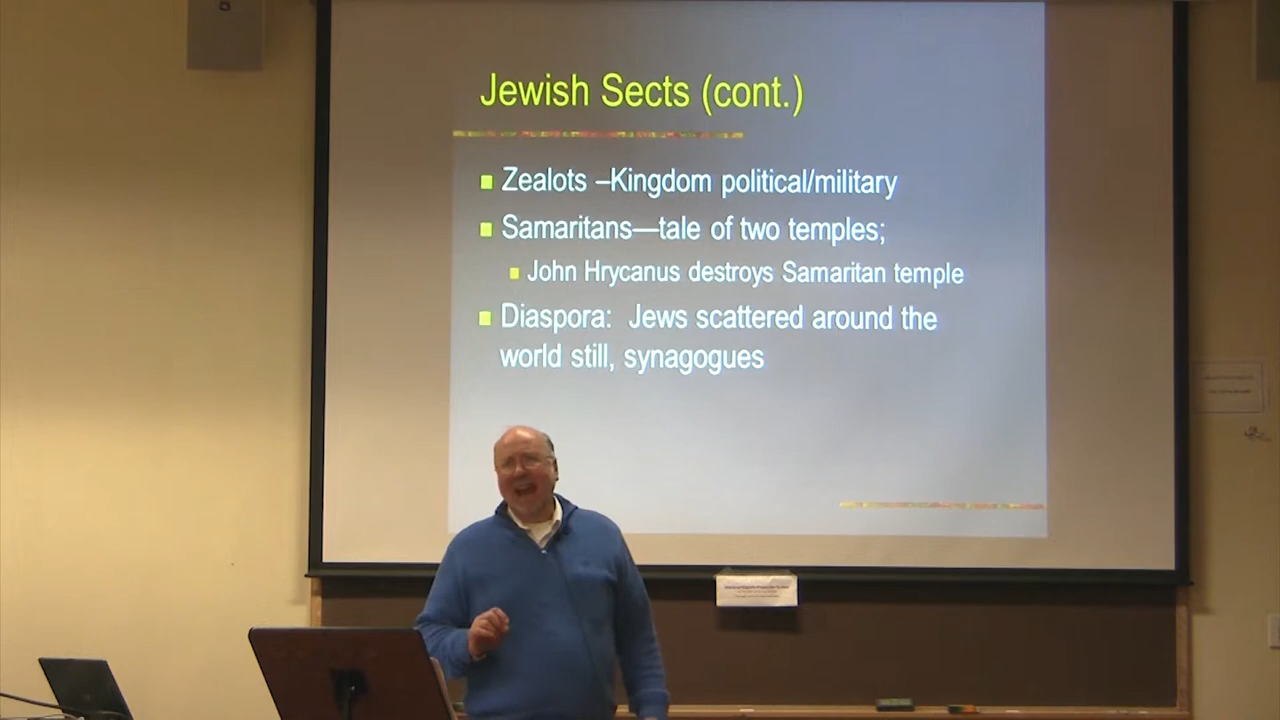 Jewish Sects (cont.)
Zealots –Kingdom political/military
Samaritans—tale of two temples;
John Hrycanus destroys Samaritan temple
Diaspora: Jews scattered around the
world still, synagogues